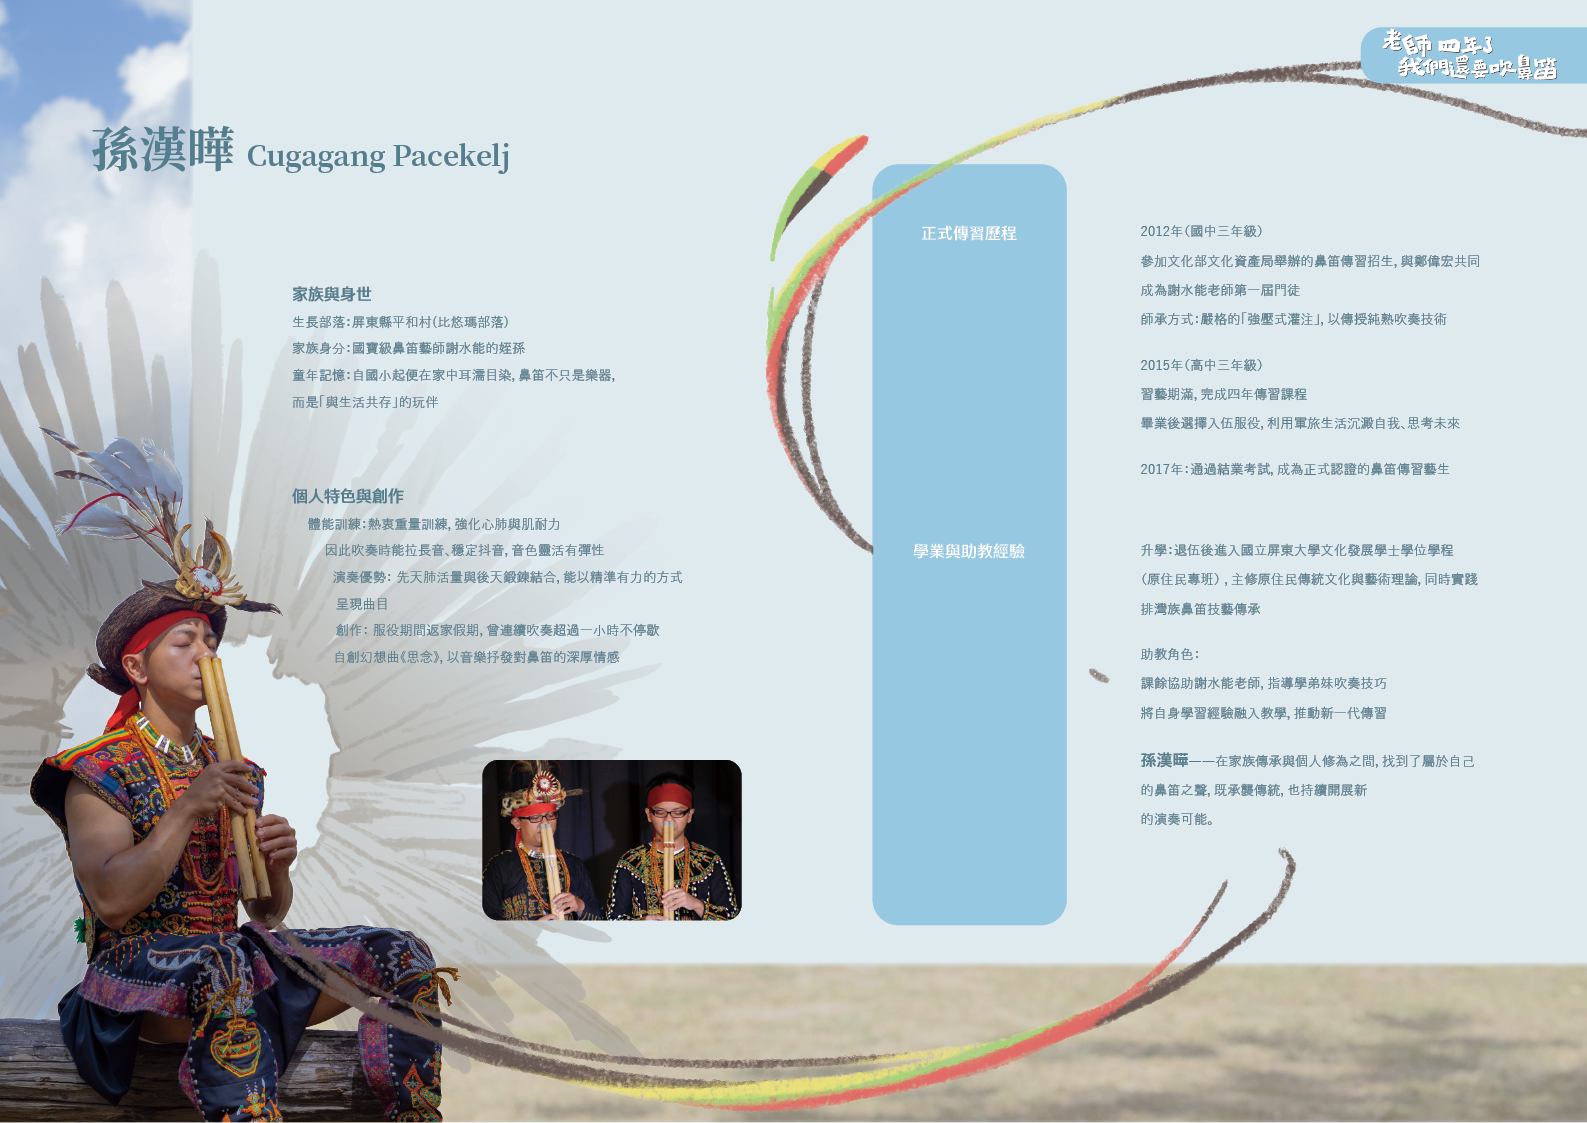 老師 四年了
我們還要吹鼻笛
孫漢曄 Cugagang Pacekelj
家族與身世
生長部落：屏東縣平和村（比悠瑪部落）
家族身分：國寶級鼻笛藝師謝水能的姪孫
童年記憶：自國小起便在家中耳濡目染，鼻笛不只是樂器，
而是「與生活共存」的玩伴
個人特色與創作
體能訓練：熱衷重量訓練，強化心肺與肌耐力
因此吹奏時能拉長音、穩定抖音，音色靈活有彈性
演奏優勢： 先天肺活量與後天鍛鍊結合，能以精準有力的方式
呈現曲目
創作： 服役期間返家假期，曾連續吹奏超過一小時不停歇
自創幻想曲《思念》，以音樂抒發對鼻笛的深厚情感
正式傳習歷程
2012年（國中三年級）
參加文化部文化資產局舉辦的鼻笛傳習招生，與鄭偉宏共同
成為謝水能老師第一屆門徒
師承方式：嚴格的「強壓式灌注」，以傳授純熟吹奏技術
2015年（高中三年級）
習藝期滿，完成四年傳習課程
畢業後選擇入伍服役，利用軍旅生活沉澱自我、思考未來
2017年：通過結業考試，成為正式認證的鼻笛傳習藝生
學業與助教經驗
升學：退伍後進入國立屏東大學文化發展學士學位學程
（原住民專班），主修原住民傳統文化與藝術理論，同時實踐
排灣族鼻笛技藝傳承
助教角色：
課餘協助謝水能老師，指導學弟妹吹奏技巧
將自身學習經驗融入教學，推動新一代傳習
孫漢曄——在家族傳承與個人修為之間，找到了屬於自己
的鼻笛之聲，既承襲傳統，也持續開展新
的演奏可能。